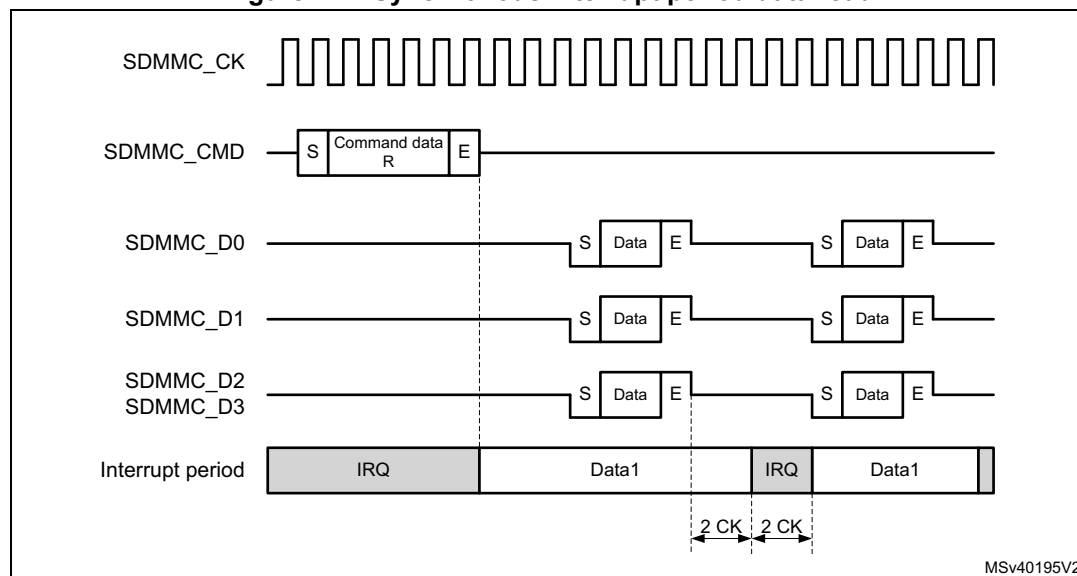 SDMMC_CK
SDMMC_CMD
S
Command data
R
E
SDMMC_D0
S
Data
E
S
Data
E
SDMMC_D1
S
Data
E
S
Data
E
SDMMC_D2
SDMMC_D3
S
Data
E
S
Data
E
Interrupt period
IRQ
Data1
IRQ
Data1
2 CK
2 CK
MSv40195V2